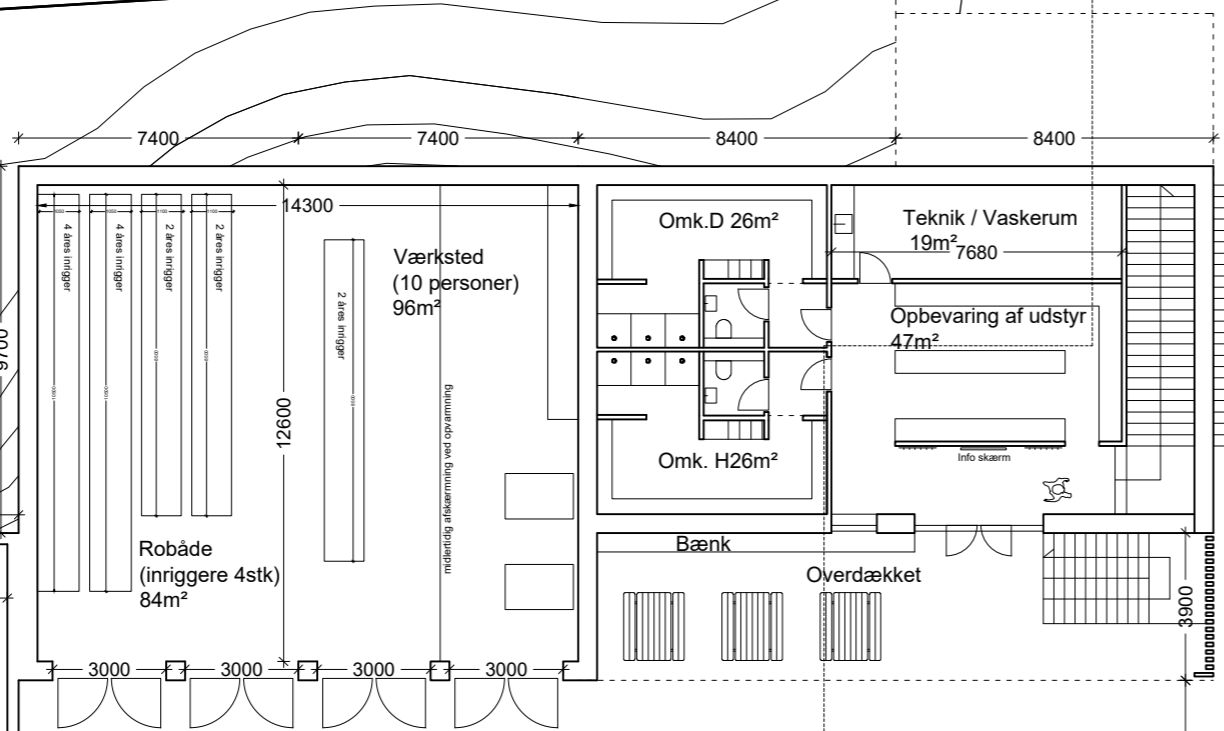 7400
7400
8400
8400
14300
4 åres inrigger
4 åres inrigger
2 åres inrigger
2 åres inrigger
2 åres inrigger
Værksted
(10 personer)
96m²
Omk.D 26m²
Teknik / Vaskerum
19m²
7680
Opbevaring af udstyr
47m²
9700
12600
midlertidig afskærmning ved opvarmning
Omk. H26m²
Info skærm
Robåde
(inriggere 4stk)
84m²
Bænk
Overdækket
3900
3000
3000
3000
3000